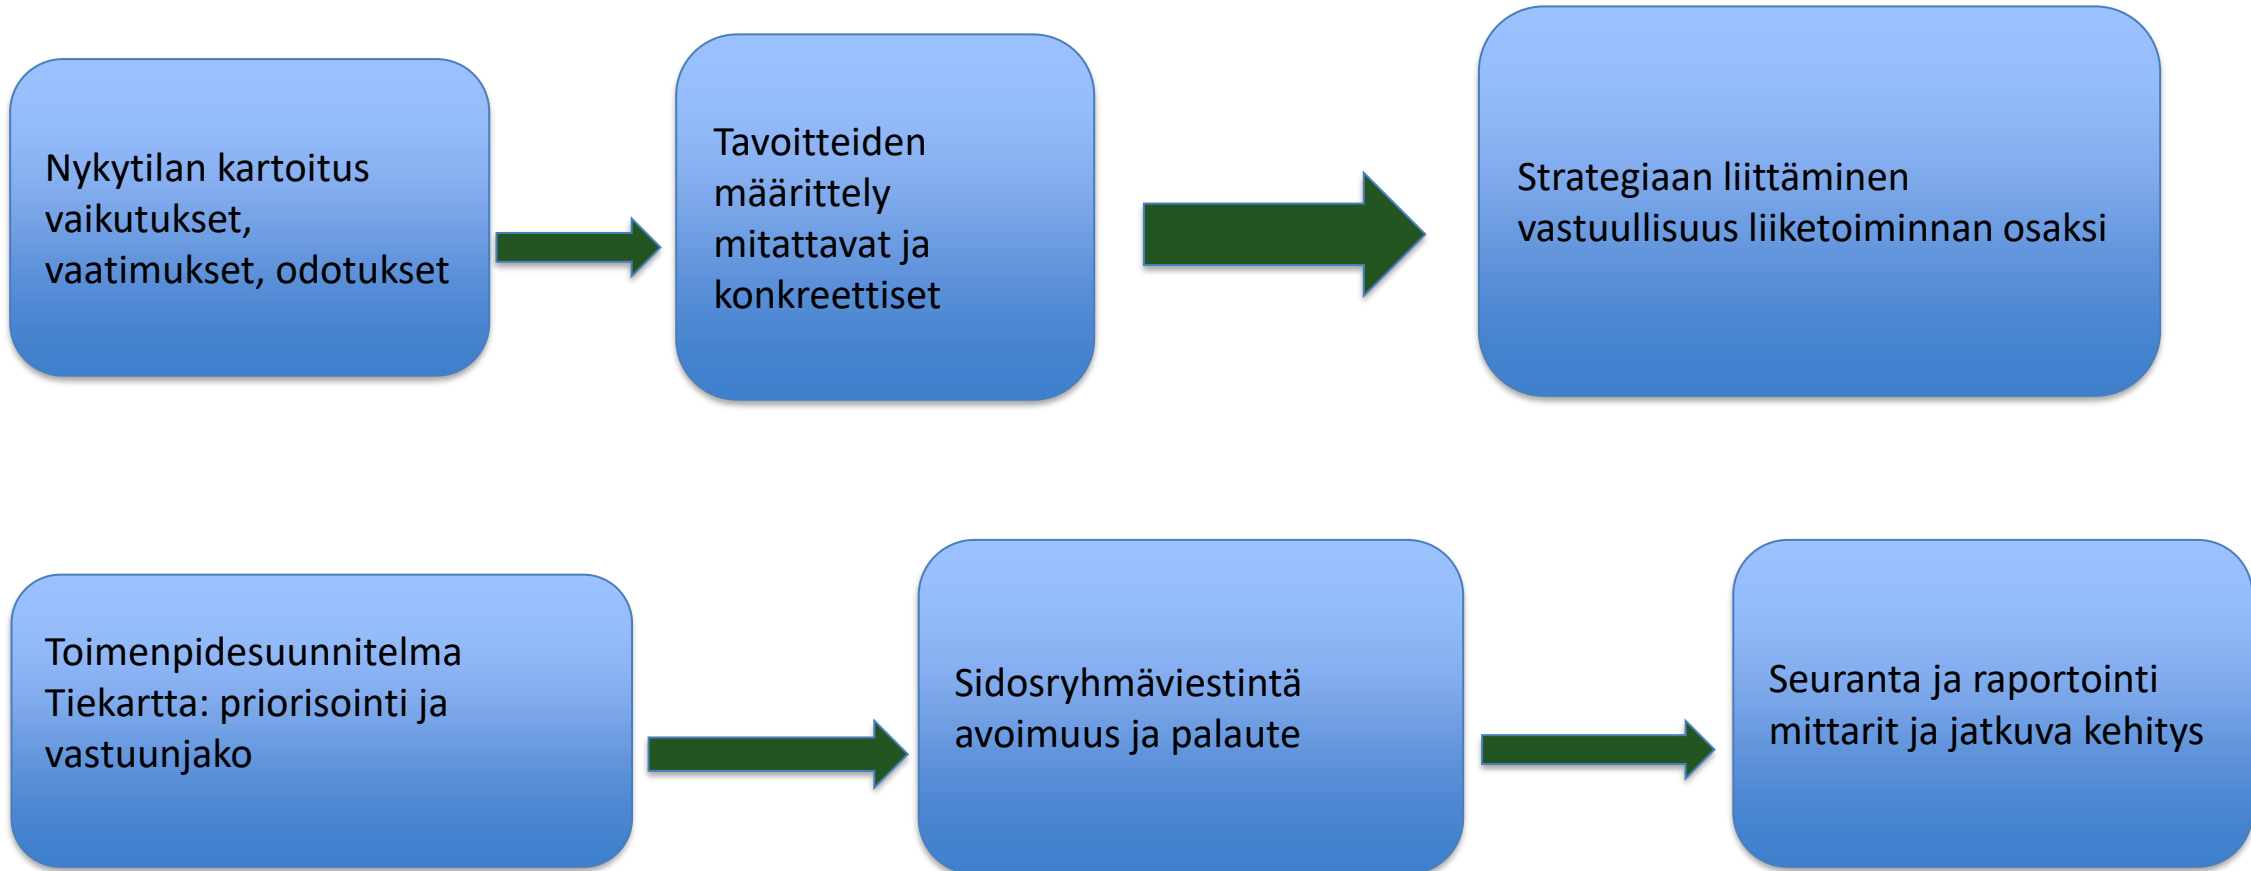 Nykytilan kartoitus
vaikutukset,
vaatimukset, odotukset
Tavoitteiden
määrittely
mitattavat ja
konkreettiset
Strategiaan liittäminen
vastuullisuus liiketoiminnan osaksi
Toimenpidesuunnitelma
Tiekartta: priorisointi ja
vastuunjako
Sidosryhmäviestintä
avoimuus ja palaute
Seuranta ja raportointi
mittarit ja jatkuva kehitys